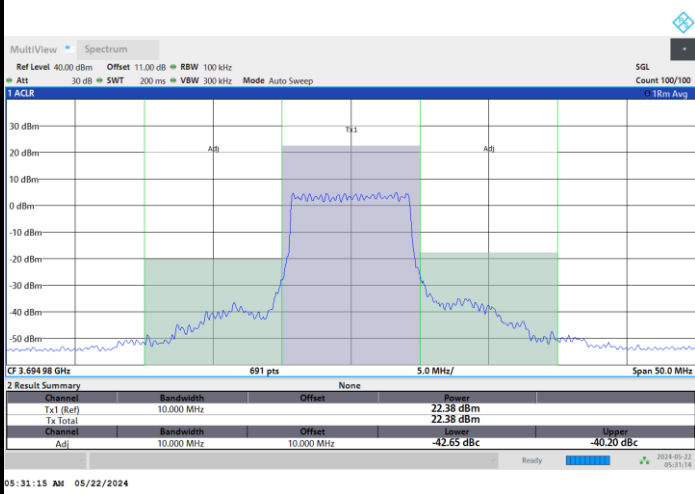 MultiView Spectrum
Ref Level 40.00 dBm Offset 11.00 dB RBW 100 kHz SGL
Att 30 dB SWT 200 ms VBW 300 kHz Mode Auto Sweep Count 100/100
1 ACLR 1Rm Avg
30 dBm
Tx1
Adj Adj
20 dBm
10 dBm
0 dBm
-10 dBm
-20 dBm
-30 dBm
-40 dBm
-50 dBm
CF 3.694 98 GHz 691 pts 5.0 MHz/ Span 50.0 MHz
2 Result Summary None
Channel Bandwidth Offset Power
Tx1 (Ref) 10.000 MHz 22.38 dBm
Tx Total 22.38 dBm
Channel Bandwidth Offset Lower Upper
Adj 10.000 MHz 10.000 MHz -42.65 dBc -40.20 dBc
Ready 2024-05-22
05:31:14
05:31:15 AM 05/22/2024